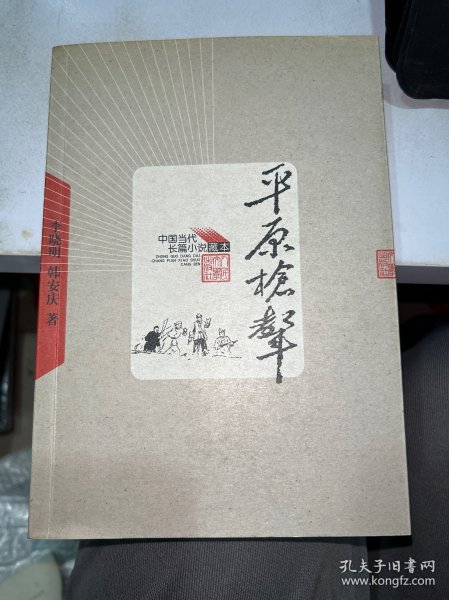 平原槍聲
中国当代
长篇小说藏本
ZHONG GUO DANG DAI
CHANG PIAN XIAO SHUO
CANG BEN
李晓明 韩安庆 著
孔夫子旧书网
www.kongfz.com